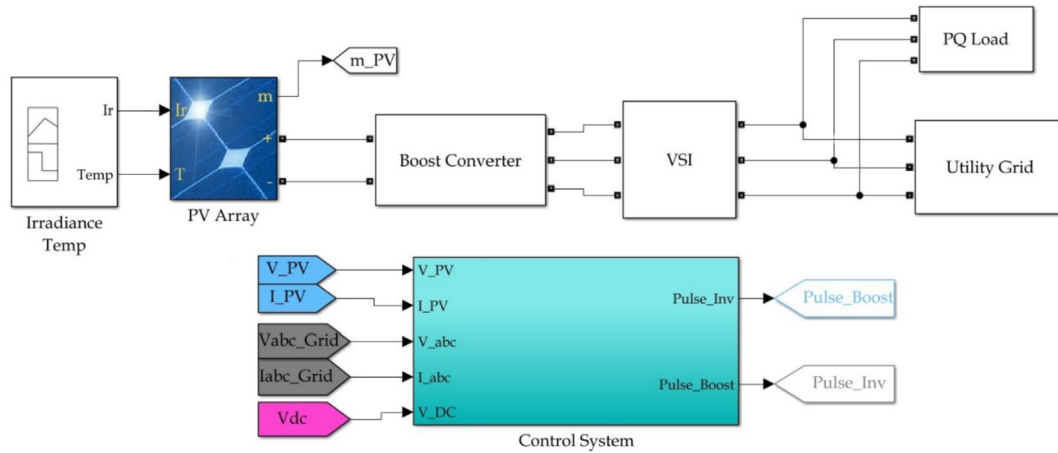 PQ Load
m_PV
Ir
Temp
Ir
m
T
+
-
Boost Converter
VSI
Utility Grid
Irradiance
Temp
PV Array
V_PV
I_PV
Vabc_Grid
Iabc_Grid
Vdc
V_PV
I_PV
V_abc
I_abc
V_DC
Pulse_Inv
Pulse_Boost
Pulse_Boost
Pulse_Inv
Control System